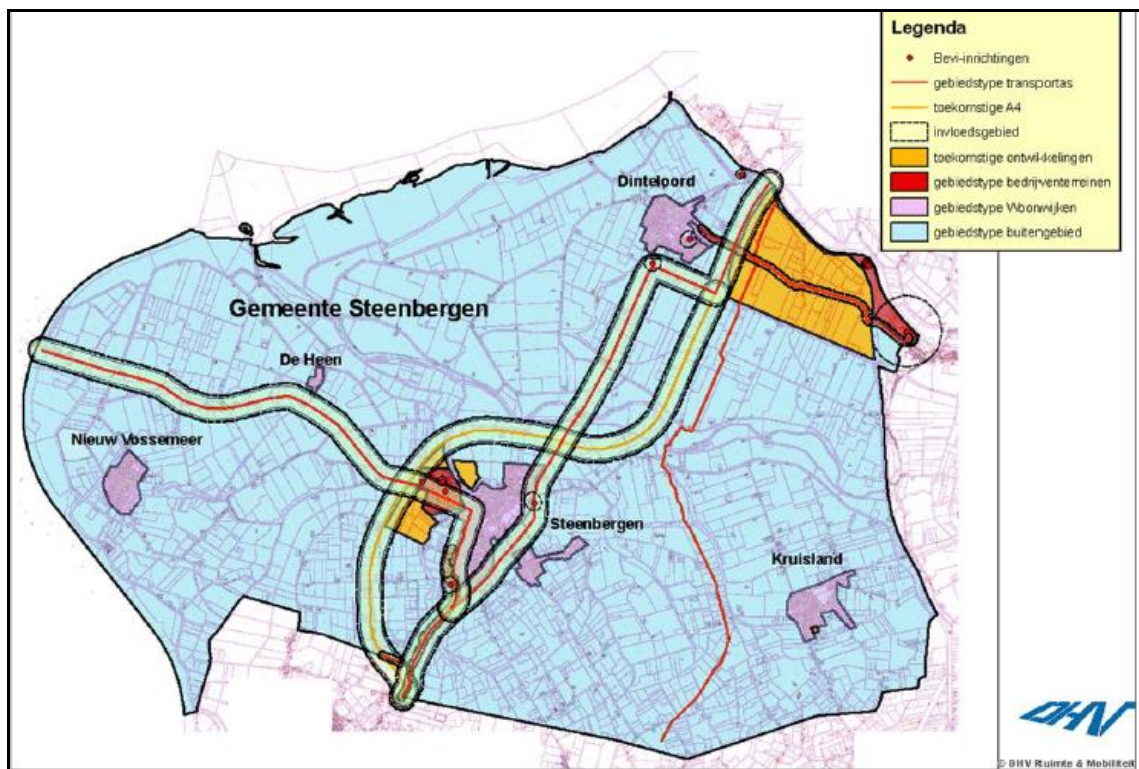 Legenda
Bevi-inrichtingen
gebiedstype transportas
toekomstige A4
invloedsgebied
toekomstige ontwikkelingen
gebiedstype bedrijventerreinen
gebiedstype Woonwijken
gebiedstype buitengebied
Dinteloord
Gemeente Steenbergen
De Heen
Nieuw Vossemeer
Steenbergen
Kruisland
DHV
© DHV Ruimte & Mobiliteit